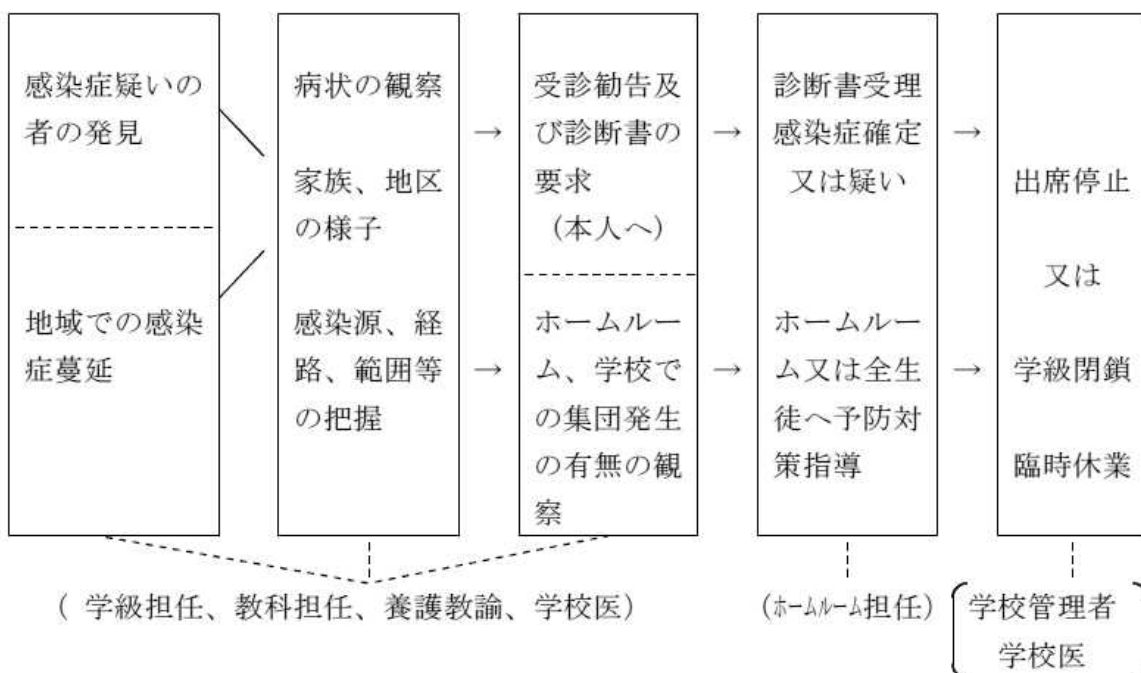 感染症疑いの
者の発見
地域での感染
症蔓延
病状の観察
家族、地区
の様子
感染源、経
路、範囲等
の把握
→
→
受診勧告及
び診断書の
要求
（本人へ）
ホームルー
ム、学校で
の集団発生
の有無の観
察
→
→
診断書受理
感染症確定
又は疑い
ホームルー
ム又は全生
徒へ予防対
策指導
→
→
出席停止
又は
学級閉鎖
臨時休業
（ 学級担任、教科担任、養護教諭、学校医）
（ﾎｰﾑﾙｰﾑ担任）
学校管理者
学校医